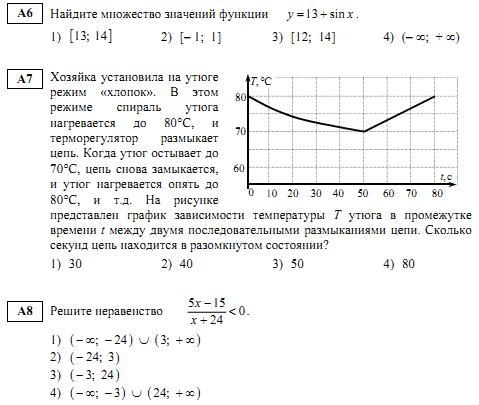 А6 Найдите множество значений функции y = 13 + sin x .
1) [13; 14] 2) [– 1; 1] 3) [12; 14] 4) (– ∞; + ∞)
А7 Хозяйка установила на утюге
режим «хлопок». В этом
режиме спираль утюга
нагревается до 80°С, и
терморегулятор размыкает
цепь. Когда утюг остывает до
70°С, цепь снова замыкается,
и утюг нагревается опять до
80°С, и т.д. На рисунке
T, °C
80
70
60
0 10 20 30 40 50 60 70 80
t, c
представлен график зависимости температуры T утюга в промежутке
времени t между двумя последовательными размыканиями цепи. Сколько
секунд цепь находится в разомкнутом состоянии?
1) 30 2) 40 3) 50 4) 80
А8 Решите неравенство (5x – 15)/(x + 24) < 0 .
1) (– ∞; – 24) ∪ (3; + ∞)
2) (– 24; 3)
3) (– 3; 24)
4) (– ∞; – 3) ∪ (24; + ∞)